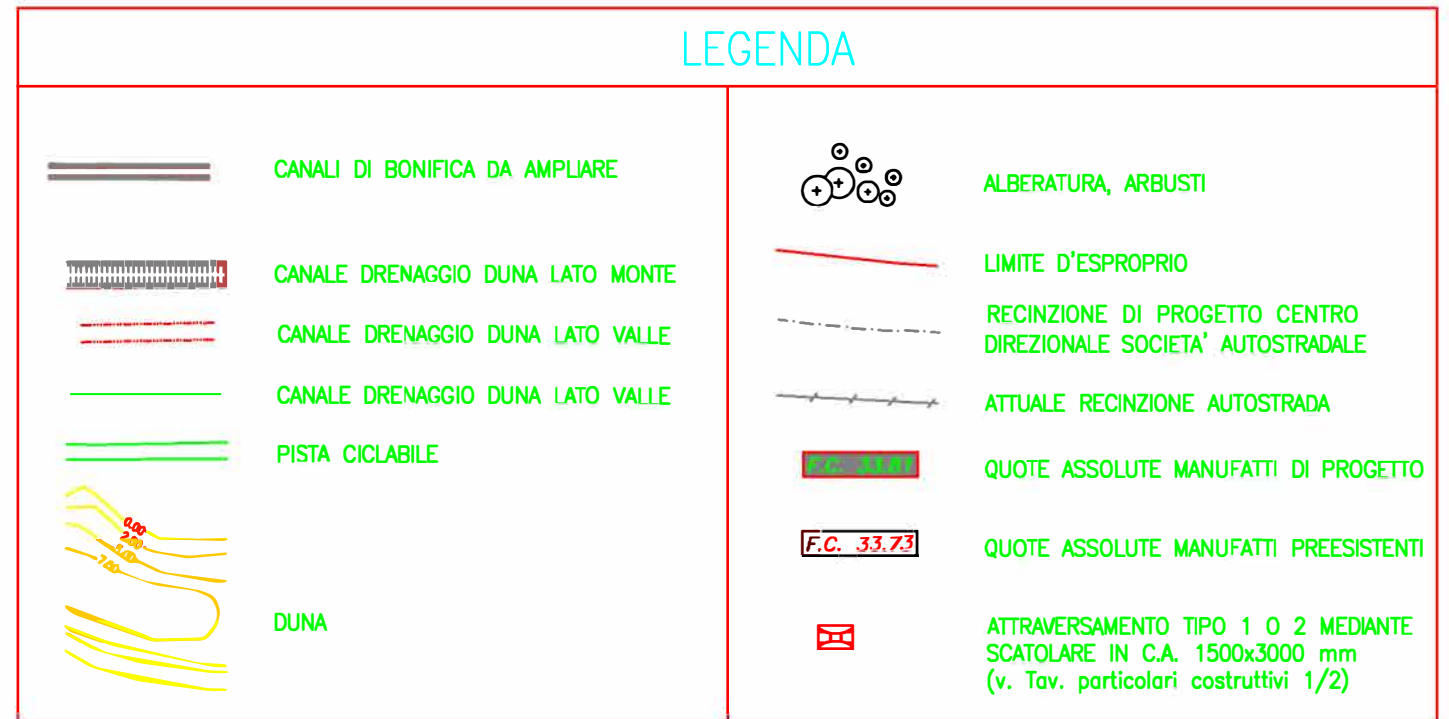 LEGENDA
CANALI DI BONIFICA DA AMPLIARE
CANALE DRENAGGIO DUNA LATO MONTE
CANALE DRENAGGIO DUNA LATO VALLE
CANALE DRENAGGIO DUNA LATO VALLE
PISTA CICLABILE
0.00
DUNA
ALBERATURA, ARBUSTI
LIMITE D'ESPROPRIO
RECINZIONE DI PROGETTO CENTRO
DIREZIONALE SOCIETA' AUTOSTRADALE
ATTUALE RECINZIONE AUTOSTRADA
F.C.
QUOTE ASSOLUTE MANUFATTI DI PROGETTO
F.C. 33.73
QUOTE ASSOLUTE MANUFATTI PREESISTENTI
ATTRAVERSAMENTO TIPO 1 O 2 MEDIANTE
SCATOLARE IN C.A. 1500x3000 mm
(v. Tav. particolari costruttivi 1/2)